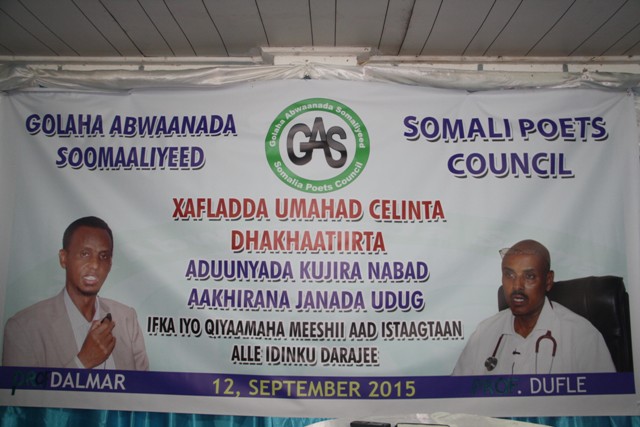 GOLAHA ABWAANADA
SOOMAALIYEED
Golaha Abwaanada Somaliyeed
GAS
Somalia Poets Council
SOMALI POETS
COUNCIL
XAFLADDA UMAHAD CELINTA
DHAKHAATIIRTA
ADUUNYADA KUJIRA NABAD
AAKHIRANA JANADA UDUG
IFKA IYO QIYAAMAHA MEESHII AAD ISTAAGTAAN
ALLE IDINKU DARAJEE
DALMAR
12, SEPTEMBER 2015
. DUFLE